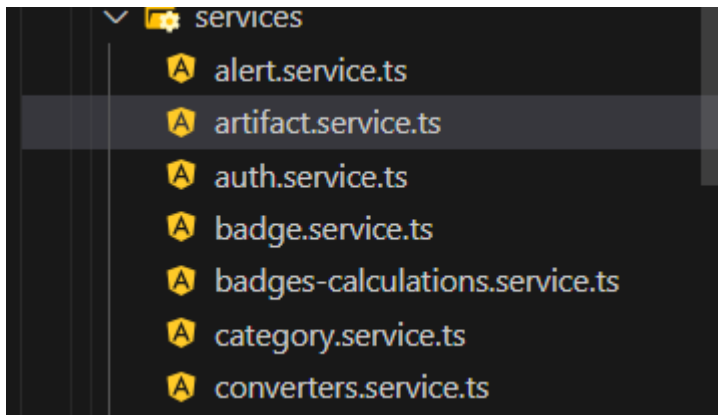 services
alert.service.ts
artifact.service.ts
auth.service.ts
badge.service.ts
badges-calculations.service.ts
category.service.ts
converters.service.ts